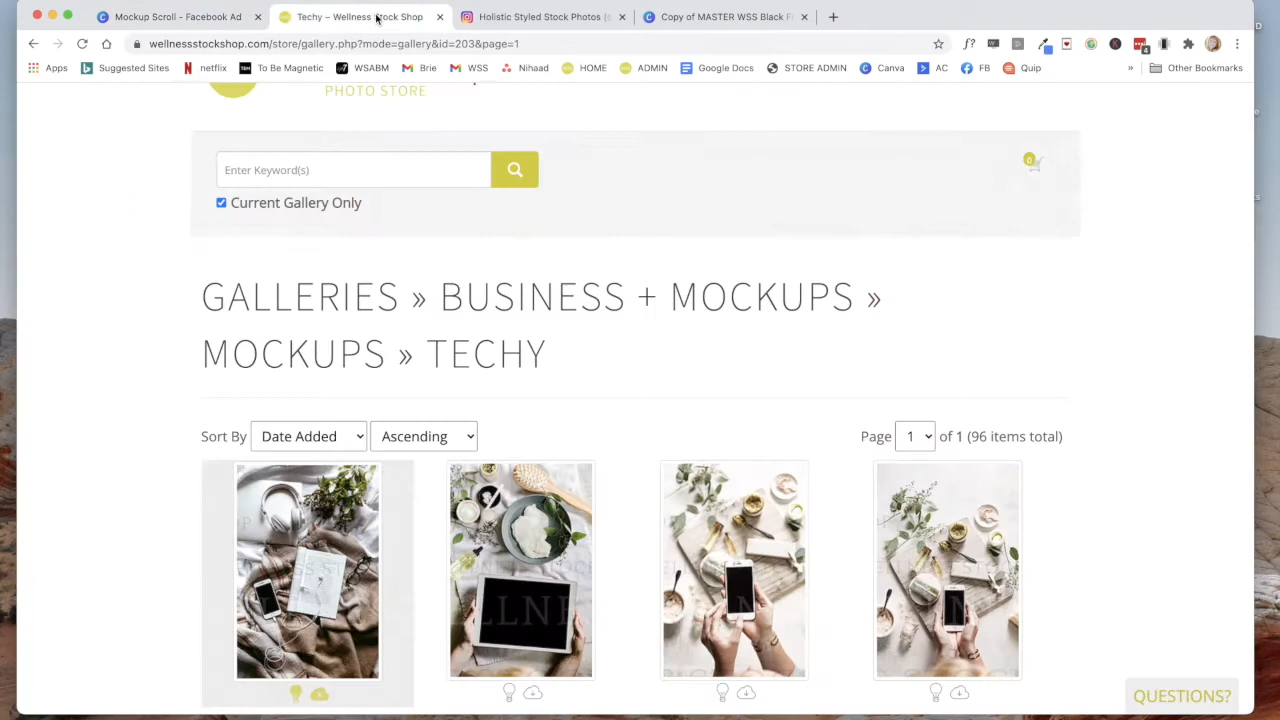 Mockup Scroll - Facebook Ad
Techy – Wellness Stock Shop
Holistic Styled Stock Photos (
Copy of MASTER WSS Black F
wellnessstockshop.com/store/gallery.php?mode=gallery&id=203&page=1
Apps
Suggested Sites
netflix
To Be Magnetic
WSABM
Brie
WSS
Nihaad
HOME
ADMIN
Google Docs
STORE ADMIN
Canva
AC
FB
Quip
»
Other Bookmarks
PHOTO STORE
Enter Keyword(s)
0
Current Gallery Only
GALLERIES » BUSINESS + MOCKUPS »
MOCKUPS » TECHY
Sort By
Date Added
Ascending
Page
1
of 1 (96 items total)
QUESTIONS?